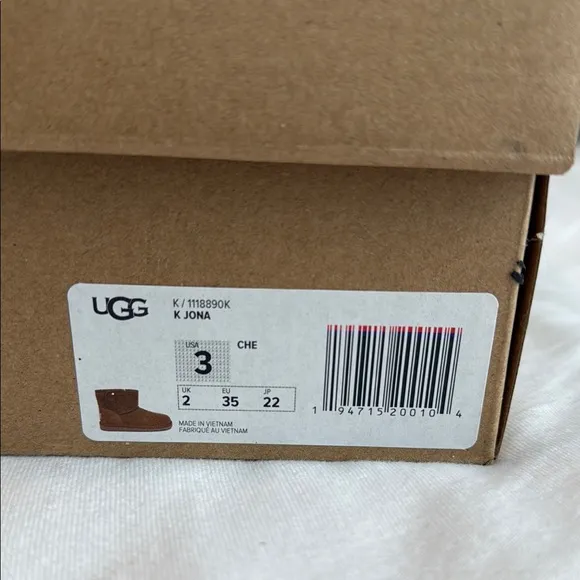 UGG
K / 1118890K
K JONA
USA
3
CHE
UK EU JP
2 35 22
MADE IN VIETNAM
FABRIQUÉ AU VIETNAM
1 94715 20010 4